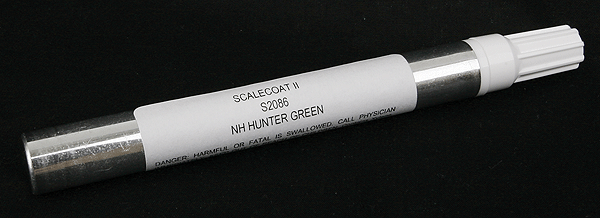 SCALECOAT II
S2086
NH HUNTER GREEN
DANGER: HARMFUL OR FATAL IS SWALLOWED. CALL PHYSICIAN